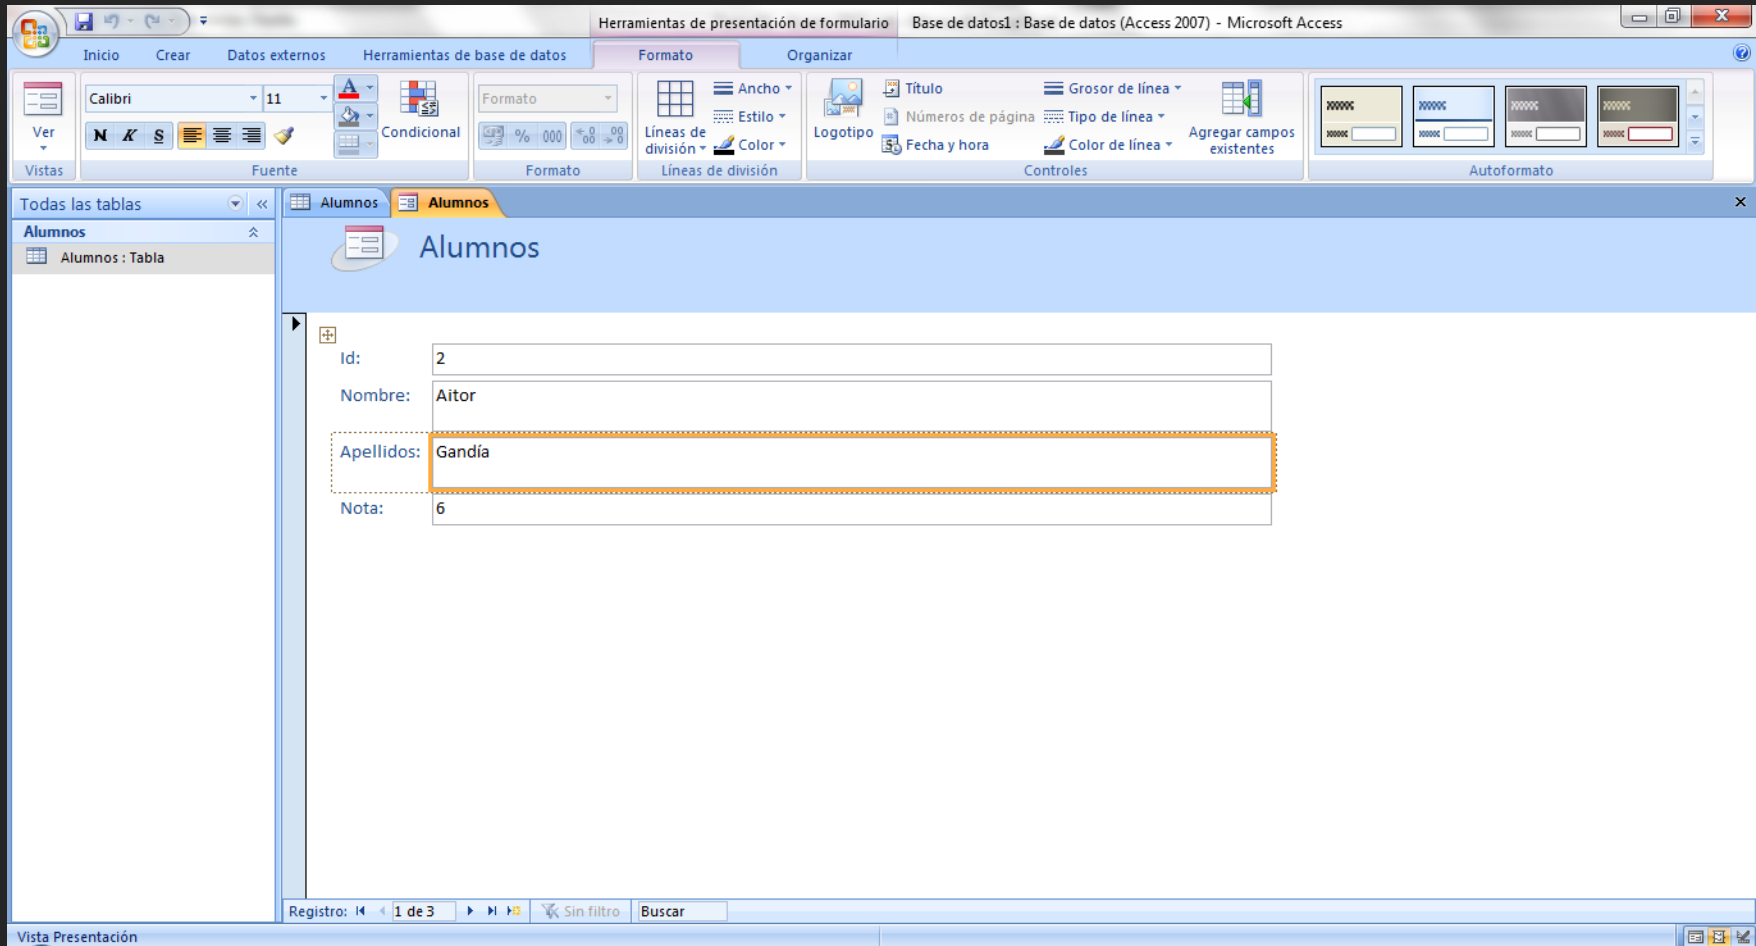 Herramientas de presentación de formulario Base de datos1 : Base de datos (Access 2007) - Microsoft Access
Inicio Crear Datos externos Herramientas de base de datos Formato Organizar
Calibri 11 Formato Ancho Título Grosor de línea
Estilo Números de página Tipo de línea
Ver N K S Condicional % 000 Líneas de división Color Logotipo Fecha y hora Color de línea Agregar campos existentes
Vistas Fuente Formato Líneas de división Controles Autoformato
Todas las tablas « Alumnos Alumnos
Alumnos
Alumnos : Tabla
Alumnos
Id: 2
Nombre: Aitor
Apellidos: Gandía
Nota: 6
Registro: 1 de 3 Sin filtro Buscar
Vista Presentación